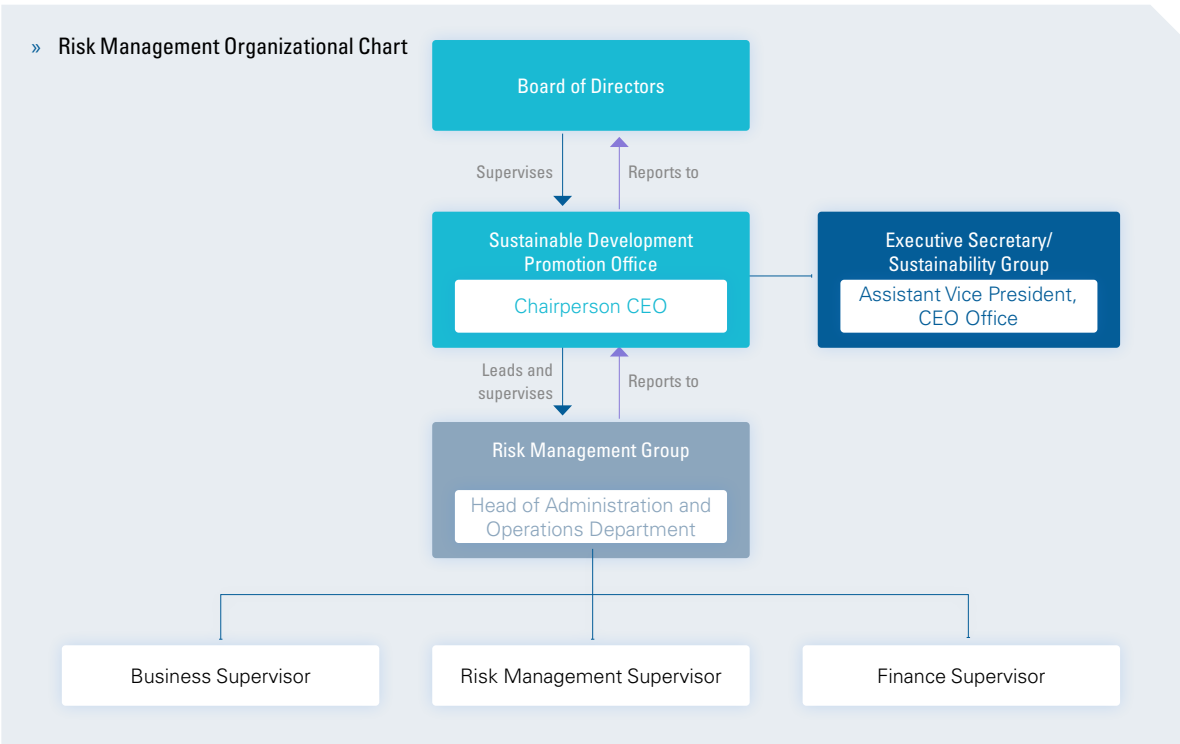 » Risk Management Organizational Chart
Board of Directors
Supervises
Reports to
Sustainable Development
Promotion Office
Chairperson CEO
Executive Secretary/
Sustainability Group
Assistant Vice President,
CEO Office
Leads and
supervises
Reports to
Risk Management Group
Head of Administration and
Operations Department
Business Supervisor
Risk Management Supervisor
Finance Supervisor